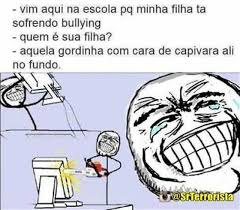 - vim aqui na escola pq minha filha ta
sofrendo bullying
- quem é sua filha?
- aquela gordinha com cara de capivara ali
no fundo.
@SrTerrorista